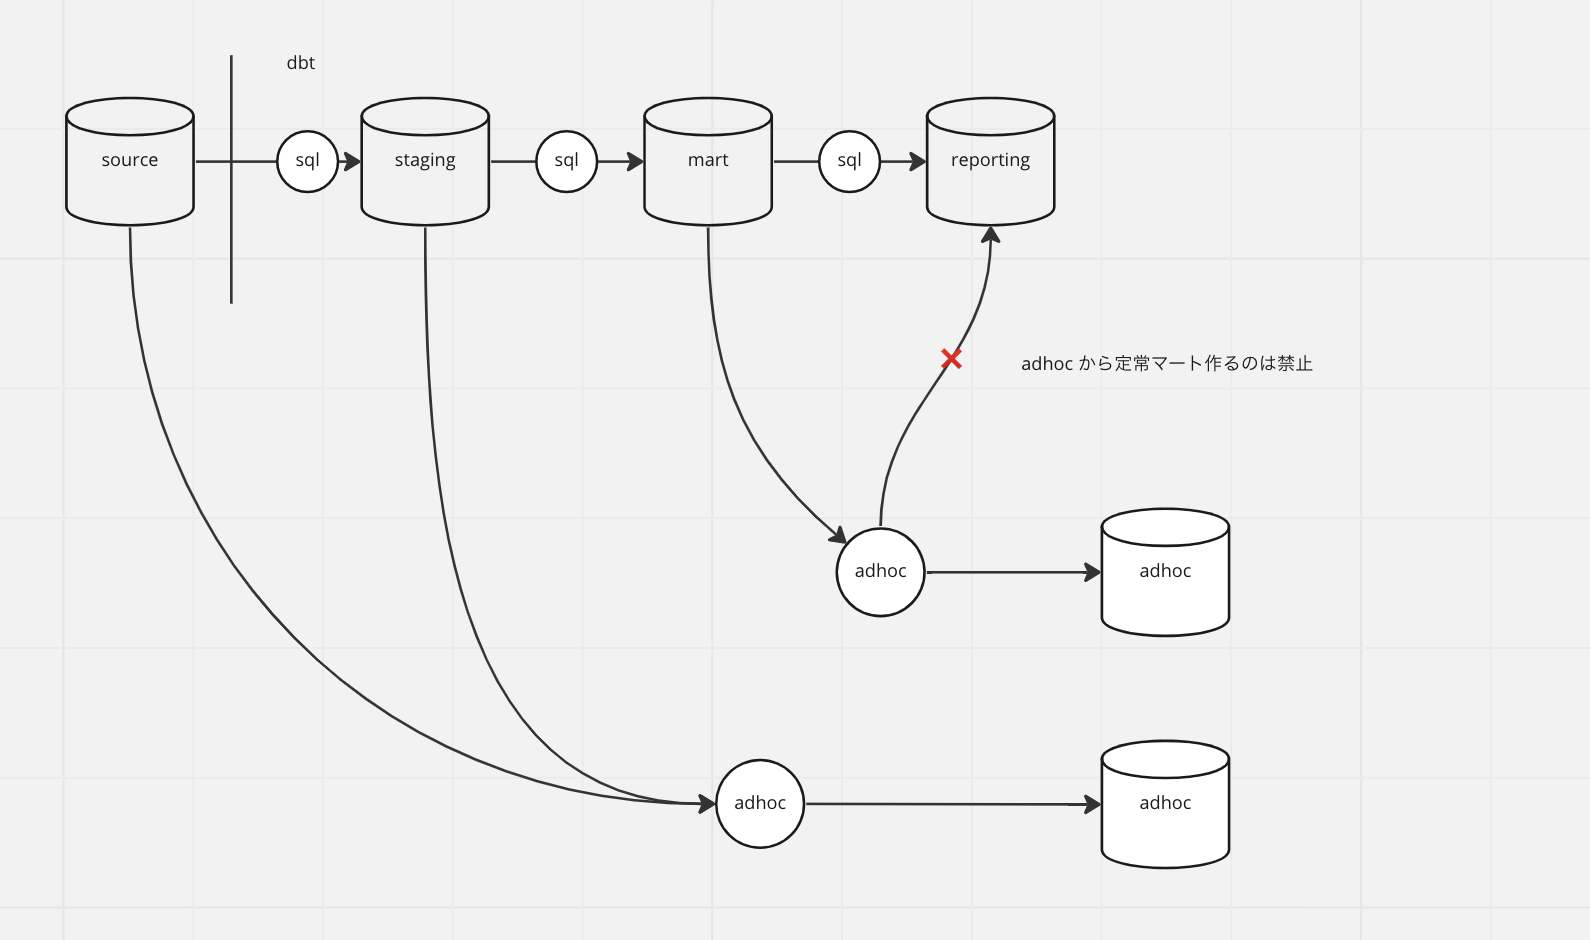 dbt
source
sql
staging
sql
mart
sql
reporting
adhoc から定常マート作るのは禁止
adhoc
adhoc
adhoc
adhoc